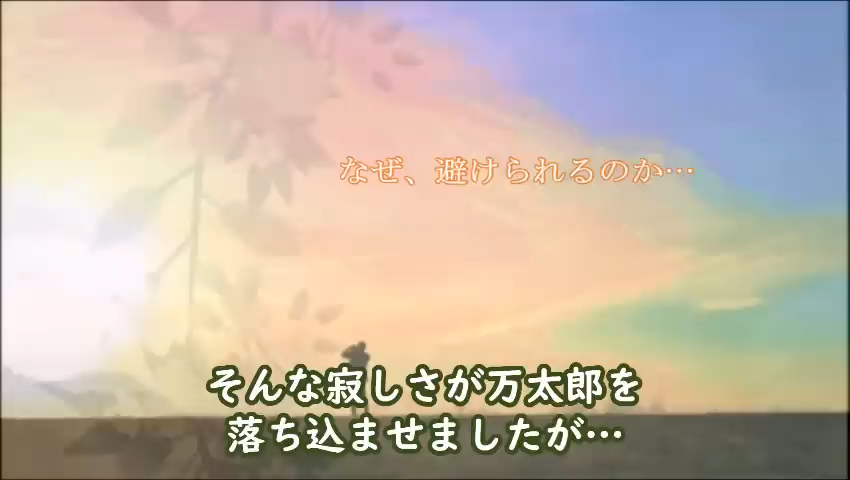 なぜ、避けられるのか…
そんな寂しさが万太郎を
落ち込ませましたが…